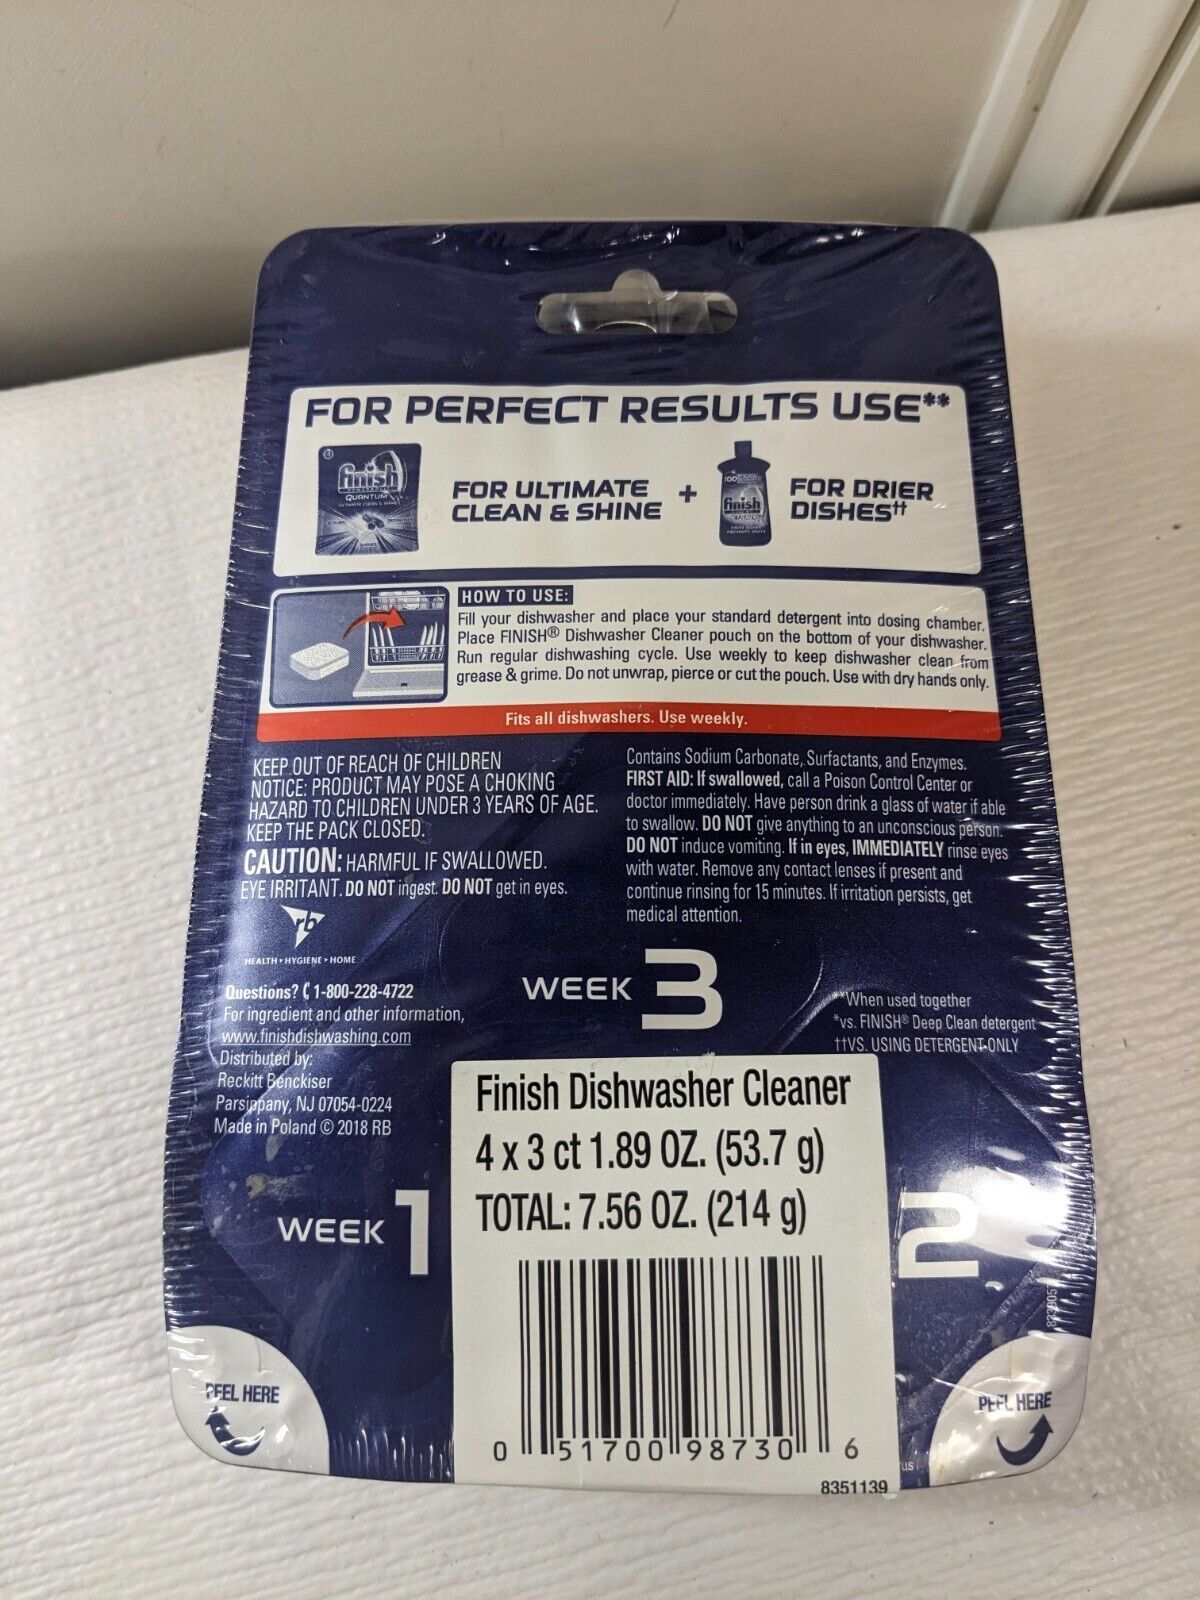 FOR PERFECT RESULTS USE**
finish
QUANTUM
FOR ULTIMATE
CLEAN & SHINE
+
finish
FOR DRIER
DISHES††
HOW TO USE:
Fill your dishwasher and place your standard detergent into dosing chamber.
Place FINISH® Dishwasher Cleaner pouch on the bottom of your dishwasher.
Run regular dishwashing cycle. Use weekly to keep dishwasher clean from
grease & grime. Do not unwrap, pierce or cut the pouch. Use with dry hands only.
Fits all dishwashers. Use weekly.
KEEP OUT OF REACH OF CHILDREN
NOTICE: PRODUCT MAY POSE A CHOKING
HAZARD TO CHILDREN UNDER 3 YEARS OF AGE.
KEEP THE PACK CLOSED.
CAUTION: HARMFUL IF SWALLOWED.
EYE IRRITANT. DO NOT ingest. DO NOT get in eyes.
rb
HEALTH • HYGIENE • HOME
Questions? 1-800-228-4722
For ingredient and other information,
www.finishdishwashing.com
Distributed by:
Reckitt Benckiser
Parsippany, NJ 07054-0224
Made in Poland © 2018 RB
Contains Sodium Carbonate, Surfactants, and Enzymes.
FIRST AID: If swallowed, call a Poison Control Center or
doctor immediately. Have person drink a glass of water if able
to swallow. DO NOT give anything to an unconscious person.
DO NOT induce vomiting. If in eyes, IMMEDIATELY rinse eyes
with water. Remove any contact lenses if present and
continue rinsing for 15 minutes. If irritation persists, get
medical attention.
WEEK 3
**When used together
*vs. FINISH® Deep Clean detergent
††VS. USING DETERGENT ONLY
Finish Dishwasher Cleaner
4 x 3 ct 1.89 OZ. (53.7 g)
TOTAL: 7.56 OZ. (214 g)
0 51700 98730 6
8351139
WEEK 1
2
PEEL HERE
PEEL HERE